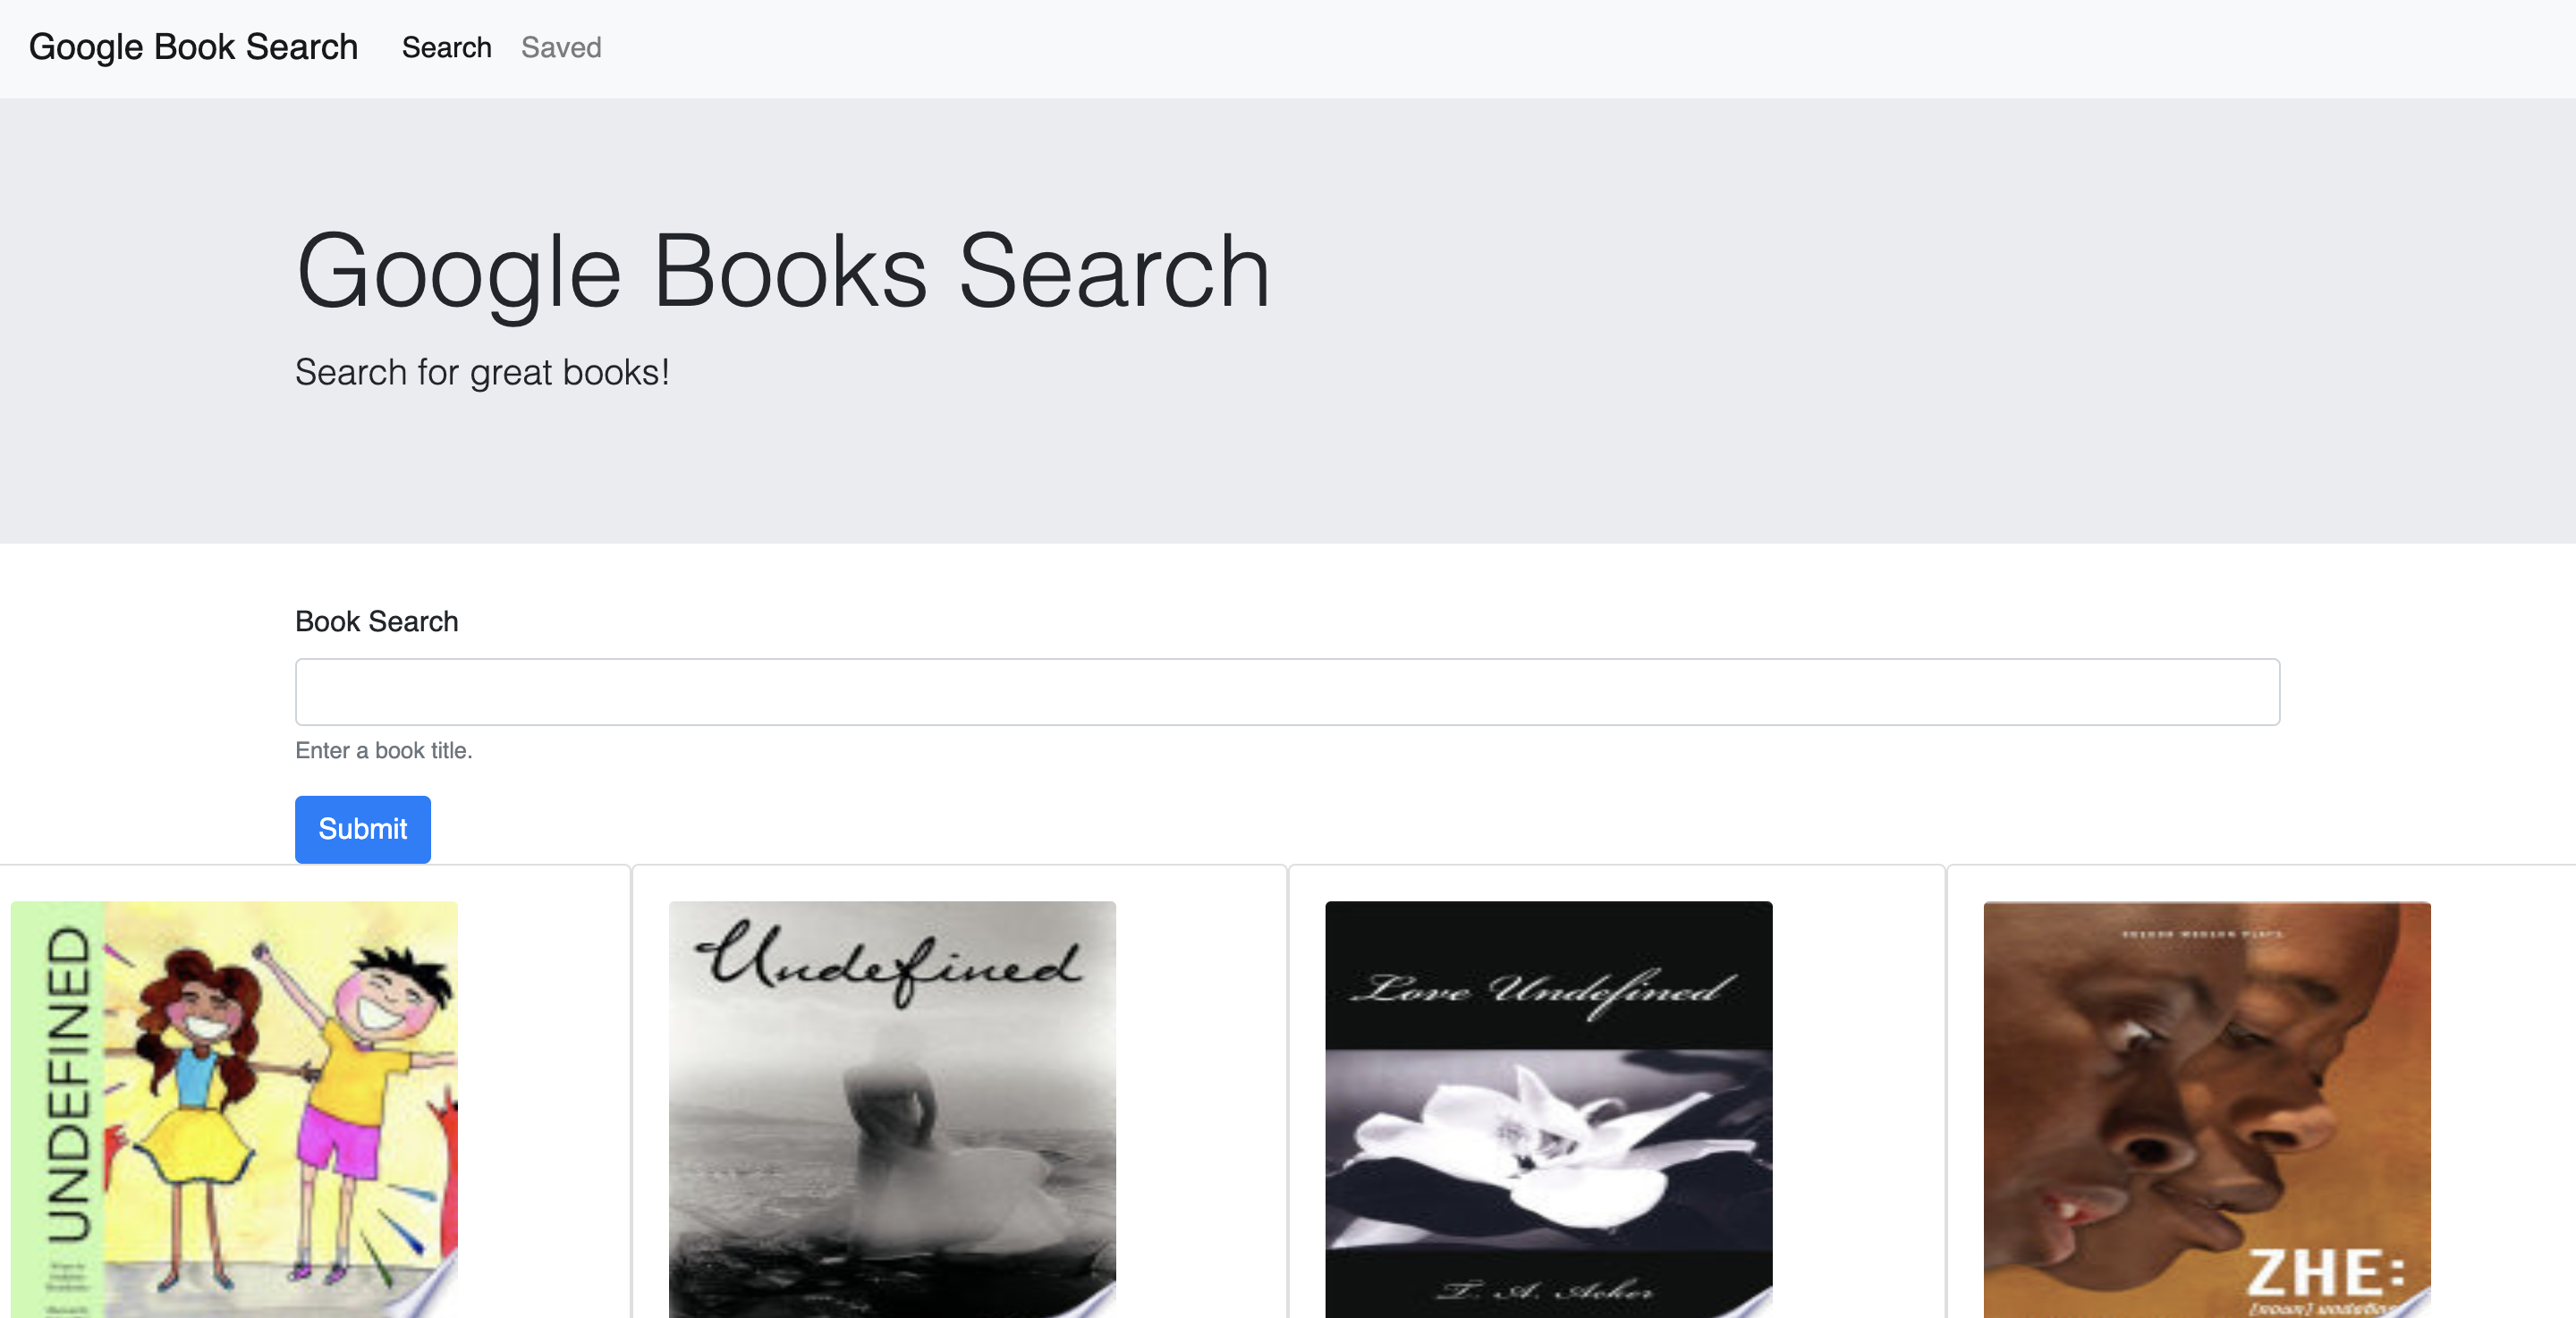 Google Book Search Search Saved
Google Books Search
Search for great books!
Book Search
Enter a book title.
Submit
UNDEFINED
Undefined
Love Undefined
T. A. Acker
ZHE:
[noun]